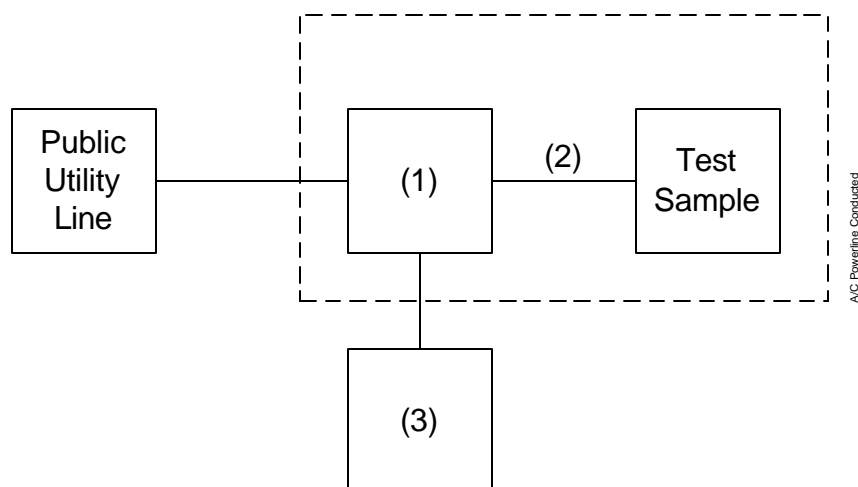 Public
Utility
Line
(1)
(2)
Test
Sample
(3)
A/C Powerline Conducted